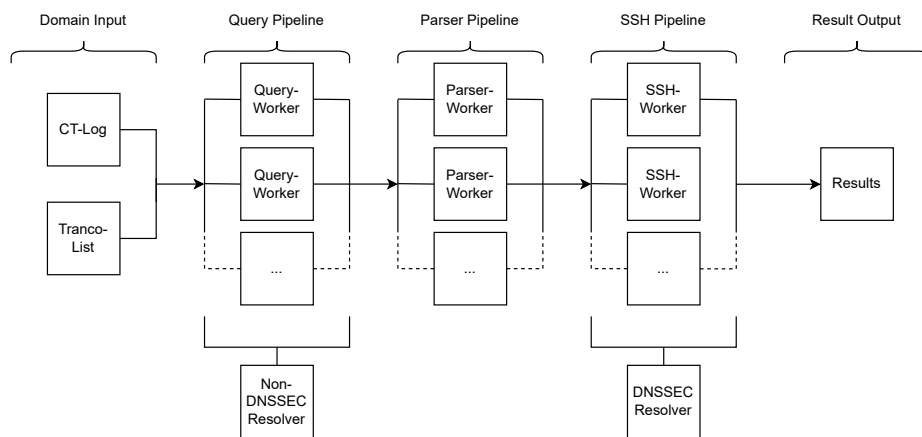 Domain Input
Query Pipeline
Parser Pipeline
SSH Pipeline
Result Output
CT-Log
Tranco-
List
Query-
Worker
Query-
Worker
...
Non-
DNSSEC
Resolver
Parser-
Worker
Parser-
Worker
...
SSH-
Worker
SSH-
Worker
...
DNSSEC
Resolver
Results